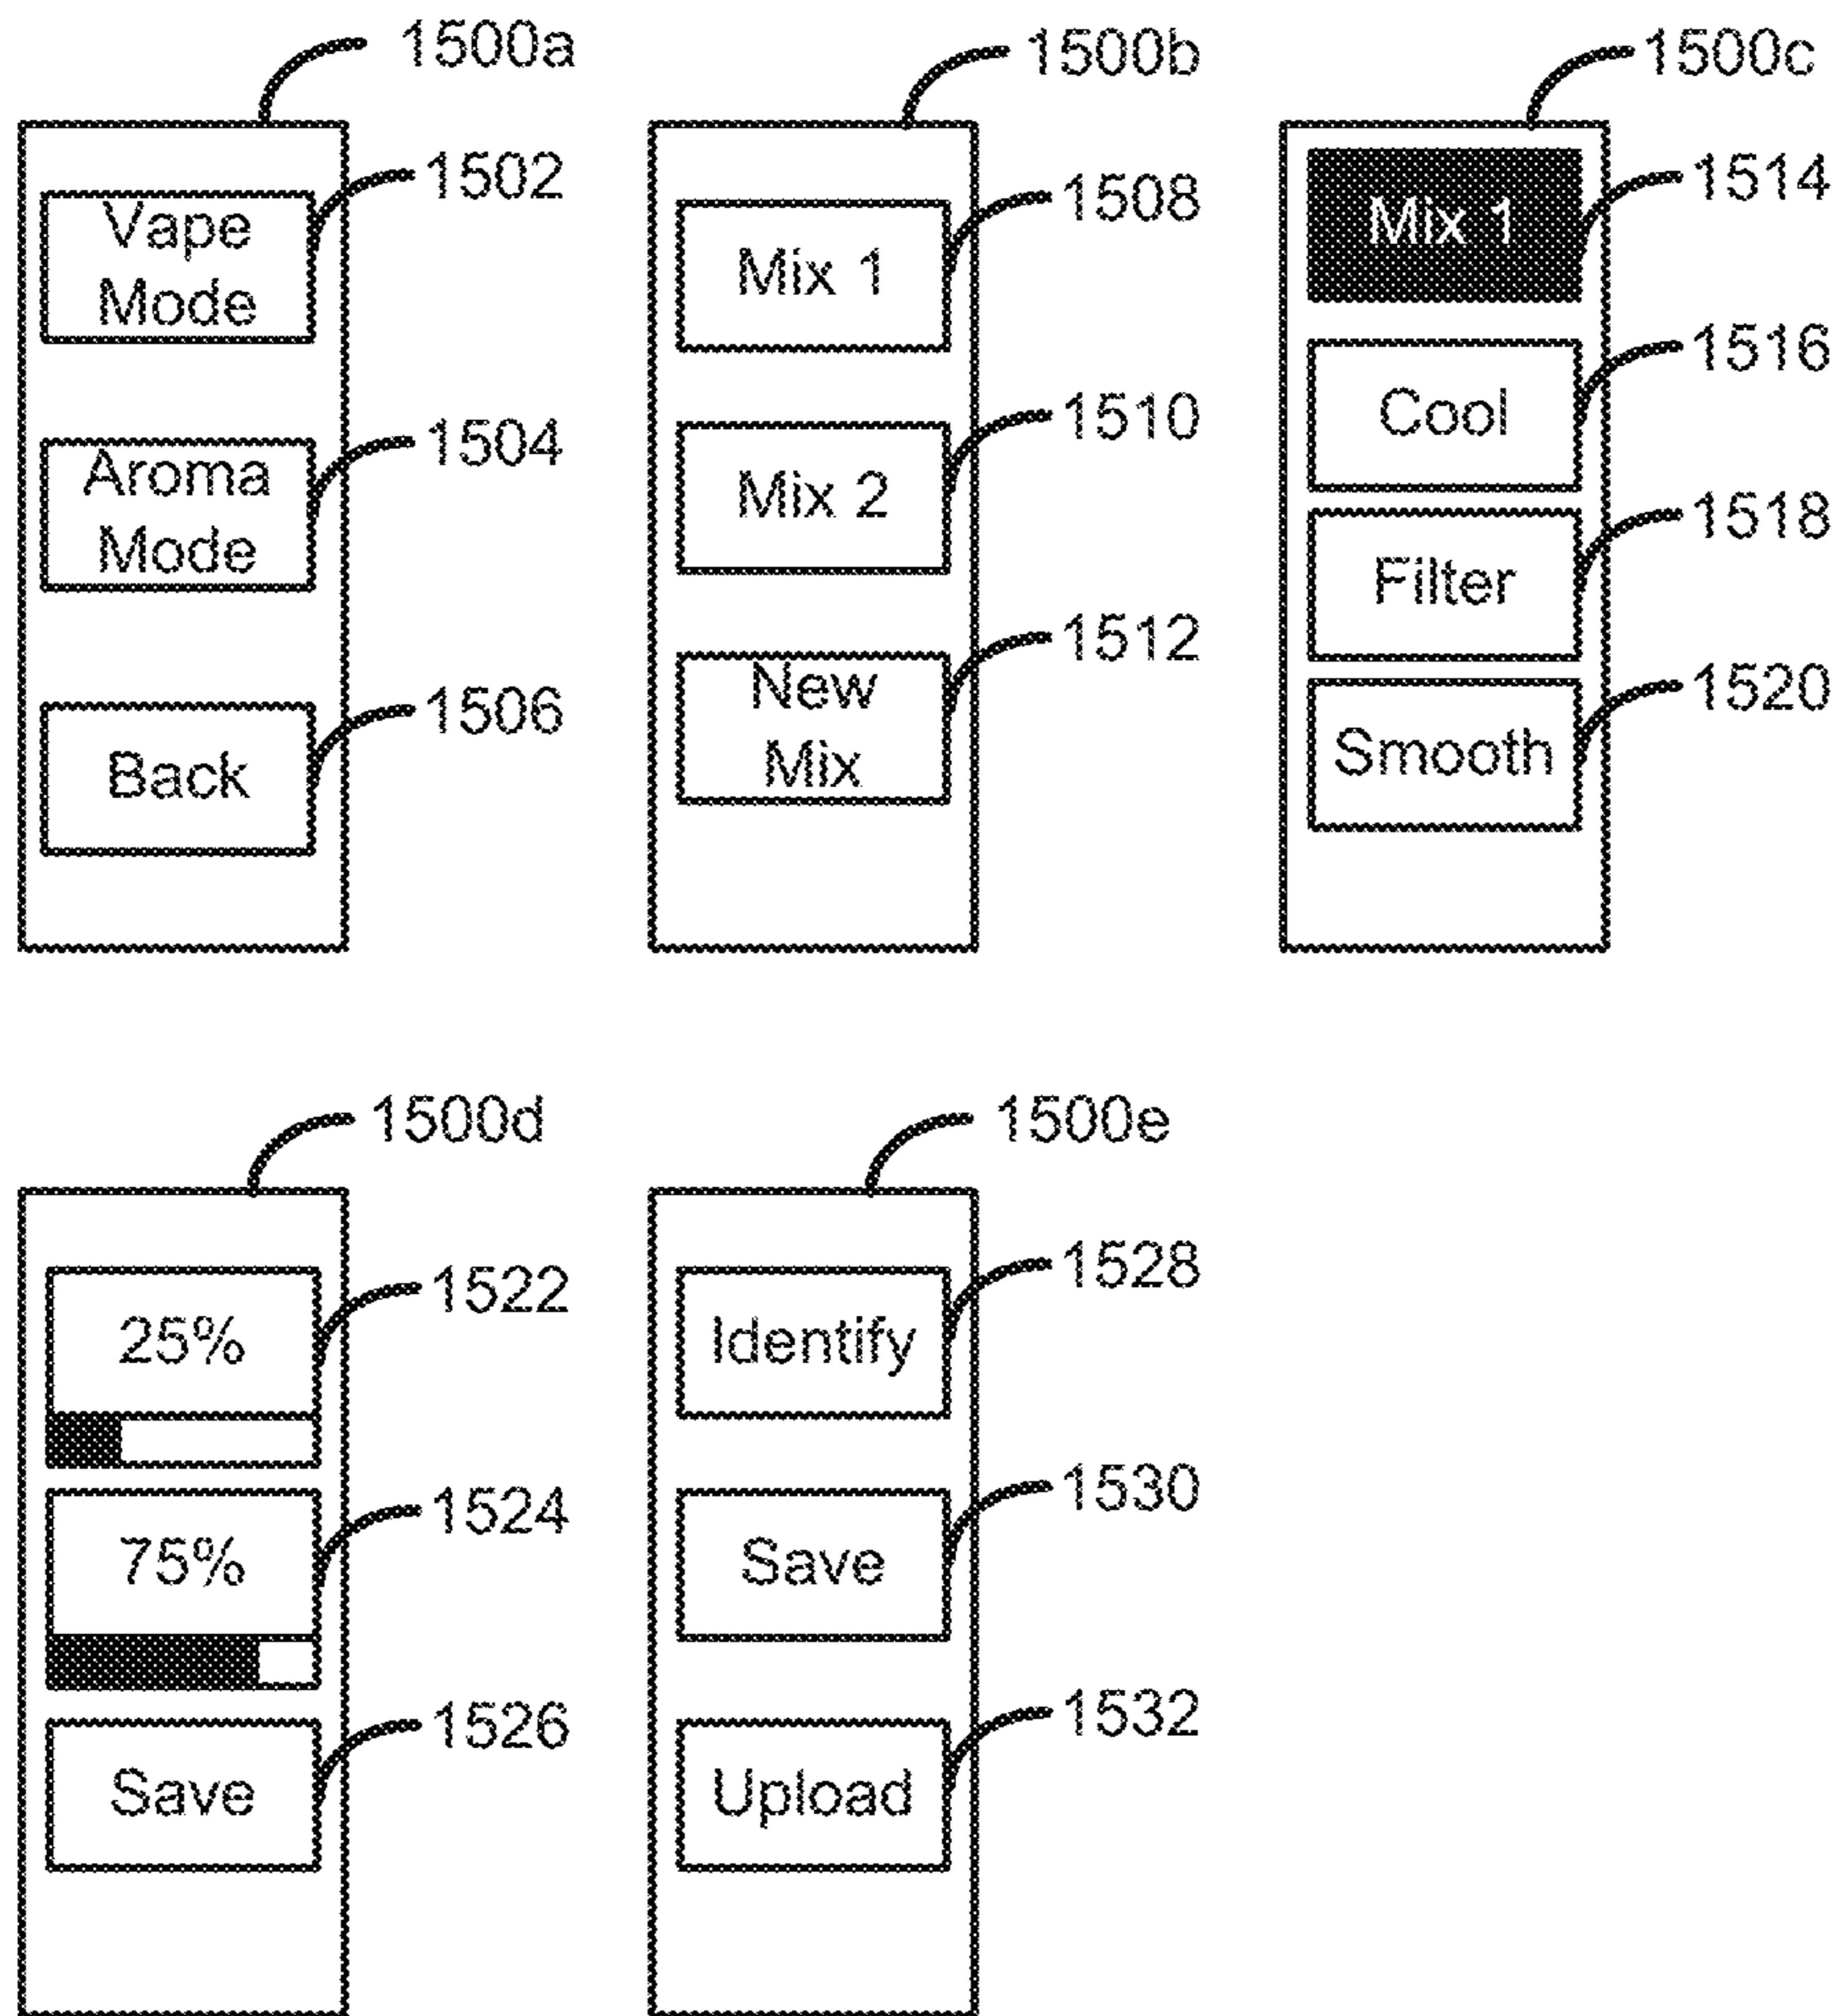 1500a
1502
Vape
Mode
1504
Aroma
Mode
1506
Back
1500b
1508
Mix 1
1510
Mix 2
1512
New
Mix
1500c
1514
Mix 1
1516
Cool
1518
Filter
1520
Smooth
1500d
1522
25%
1524
75%
1526
Save
1500e
1528
Identify
1530
Save
1532
Upload